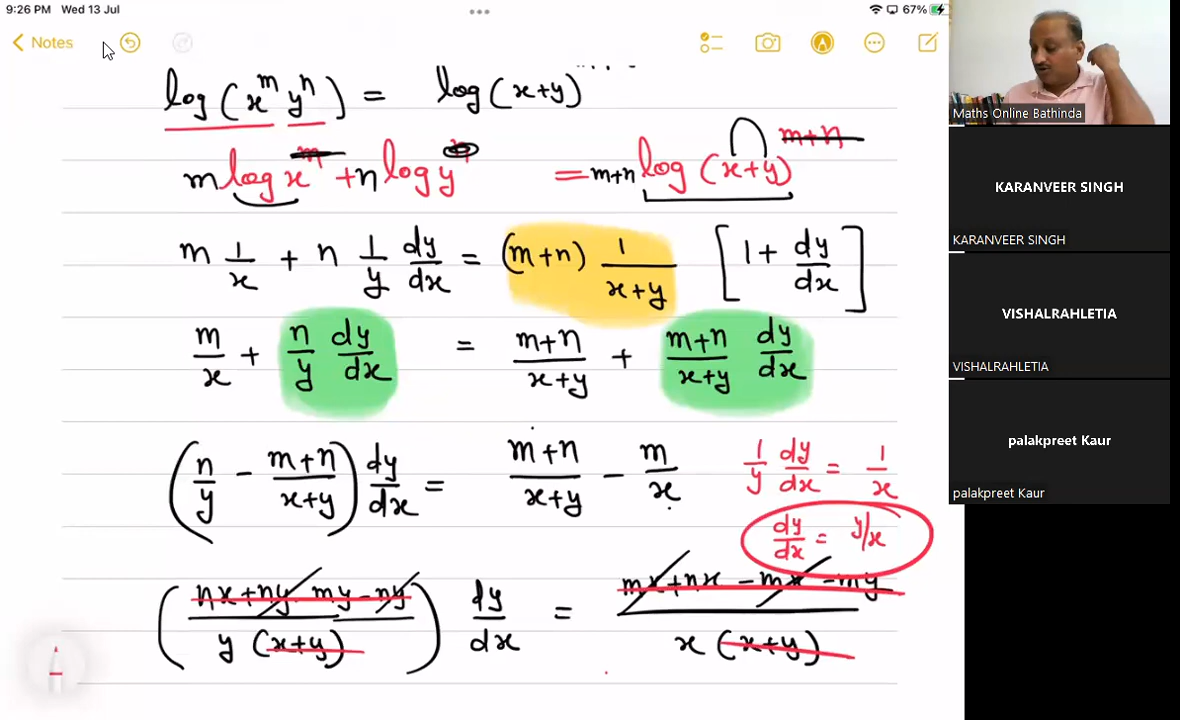 9:26 PM Wed 13 Jul
67%
Notes
log(x^m y^n) = log(x+y)
m log x^m + n log y^n = m+n log(x+y)^m+n
m 1/x + n 1/y dy/dx = (m+n) 1/(x+y) [1 + dy/dx]
m/x + n/y dy/dx = (m+n)/(x+y) + (m+n)/(x+y) dy/dx
(n/y - (m+n)/(x+y)) dy/dx = (m+n)/(x+y) - m/x
1/y dy/dx = 1/x
dy/dx = y/x
((nx+ny-my-ny)/(y(x+y))) dy/dx = (mx+nx-mx-my)/(x(x+y))
Maths Online Bathinda
KARANVEER SINGH
KARANVEER SINGH
VISHALRAHLETIA
VISHALRAHLETIA
palakpreet Kaur
palakpreet Kaur